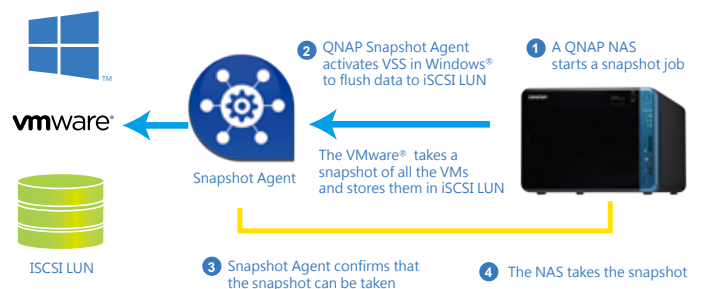 TM
vmware®
ISCSI LUN
Snapshot Agent
2 QNAP Snapshot Agent
activates VSS in Windows®
to flush data to iSCSI LUN
1 A QNAP NAS
starts a snapshot job
The VMware® takes a
snapshot of all the VMs
and stores them in iSCSI LUN
3 Snapshot Agent confirms that
the snapshot can be taken
4 The NAS takes the snapshot